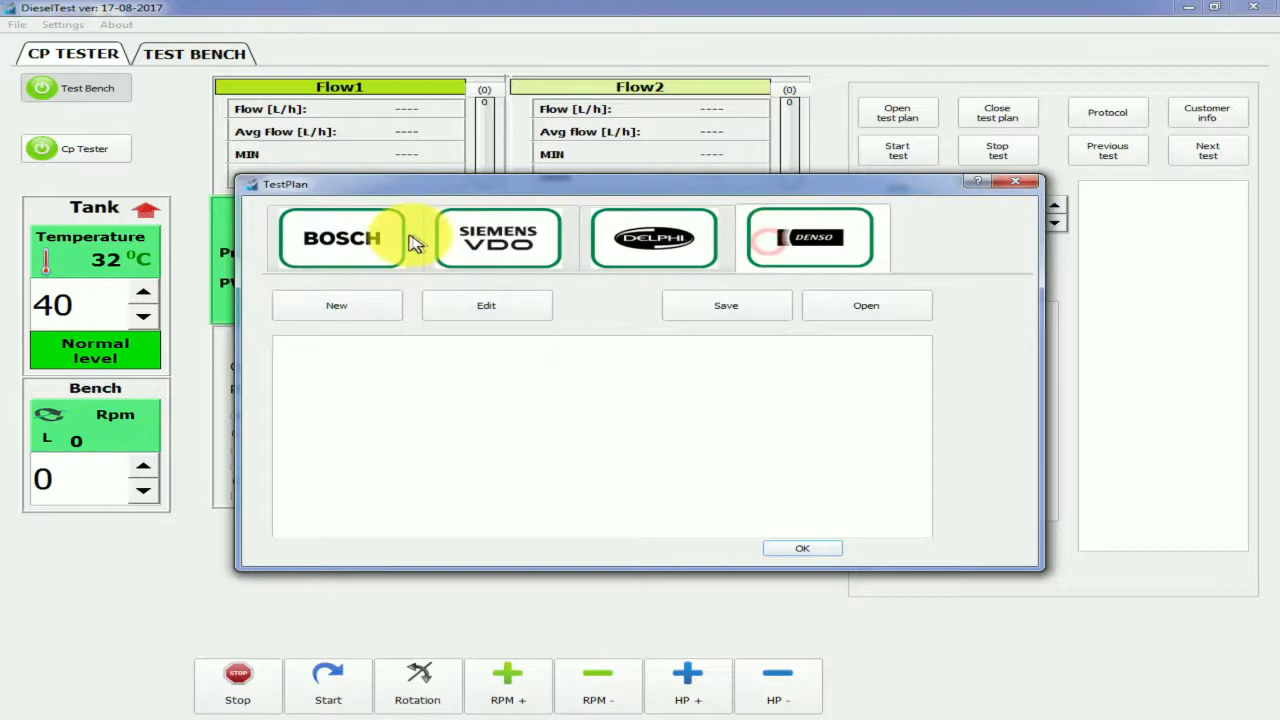 DieselTest ver: 17-08-2017
File Settings About
CP TESTER TEST BENCH
Test Bench
Cp Tester
Tank
Temperature
32 °C
40
Normal
level
Bench
Rpm
L 0
0
Flow1
(0)
0
Flow [L/h]: ----
Avg Flow [L/h]: ----
MIN ----
Flow2
(0)
0
Flow [L/h]: ----
Avg flow [L/h]: ----
MIN ----
Open
test plan
Close
test plan
Protocol
Customer
info
Start
test
Stop
test
Previous
test
Next
test
TestPlan
BOSCH
SIEMENS
VDO
DELPHI
DENSO
New Edit Save Open
OK
Stop Start Rotation RPM + RPM - HP + HP -